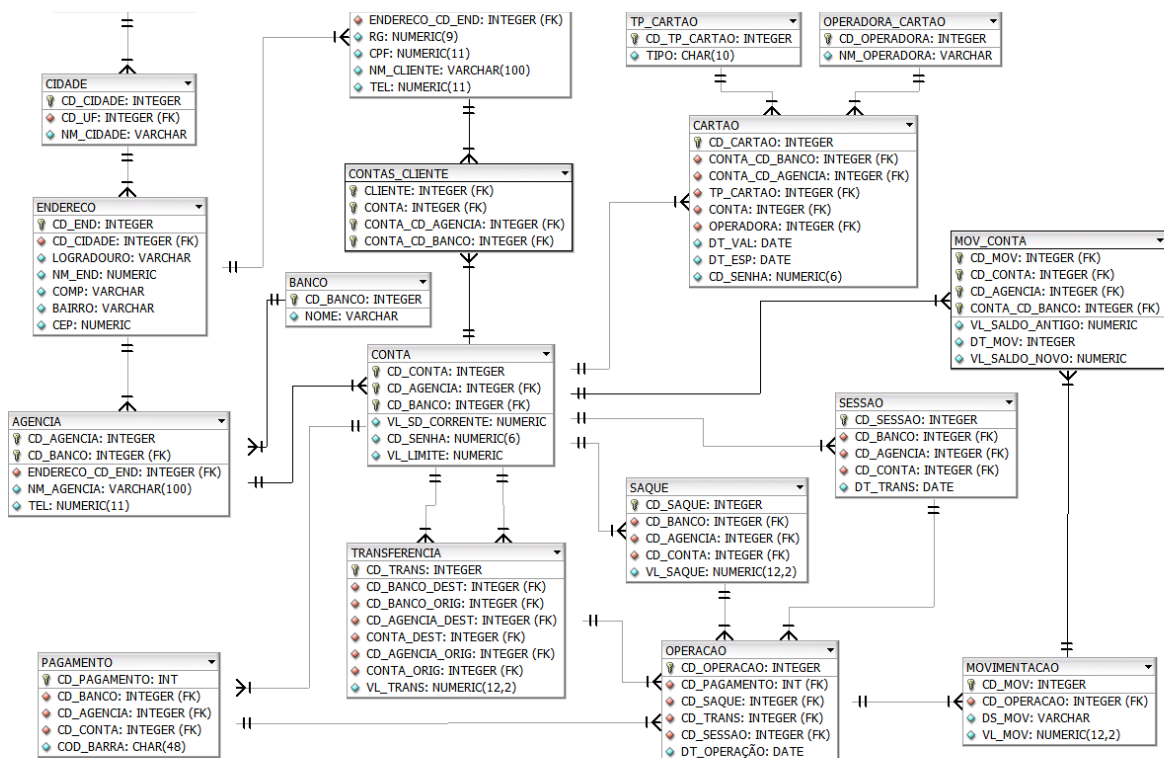 ENDERECO_CD_END: INTEGER (FK)
RG: NUMERIC(9)
CPF: NUMERIC(11)
NM_CLIENTE: VARCHAR(100)
TEL: NUMERIC(11)
TP_CARTAO
CD_TP_CARTAO: INTEGER
TIPO: CHAR(10)
OPERADORA_CARTAO
CD_OPERADORA: INTEGER
NM_OPERADORA: VARCHAR
CIDADE
CD_CIDADE: INTEGER
CD_UF: INTEGER (FK)
NM_CIDADE: VARCHAR
CARTAO
CD_CARTAO: INTEGER
CONTA_CD_BANCO: INTEGER (FK)
CONTA_CD_AGENCIA: INTEGER (FK)
TP_CARTAO: INTEGER (FK)
CONTA: INTEGER (FK)
OPERADORA: INTEGER (FK)
DT_VAL: DATE
DT_ESP: DATE
CD_SENHA: NUMERIC(6)
CONTAS_CLIENTE
CLIENTE: INTEGER (FK)
CONTA: INTEGER (FK)
CONTA_CD_AGENCIA: INTEGER (FK)
CONTA_CD_BANCO: INTEGER (FK)
ENDERECO
CD_END: INTEGER
CD_CIDADE: INTEGER (FK)
LOGRADOURO: VARCHAR
NM_END: NUMERIC
COMP: VARCHAR
BAIRRO: VARCHAR
CEP: NUMERIC
MOV_CONTA
CD_MOV: INTEGER (FK)
CD_CONTA: INTEGER (FK)
CD_AGENCIA: INTEGER (FK)
CONTA_CD_BANCO: INTEGER (FK)
VL_SALDO_ANTIGO: NUMERIC
DT_MOV: INTEGER
VL_SALDO_NOVO: NUMERIC
BANCO
CD_BANCO: INTEGER
NOME: VARCHAR
CONTA
CD_CONTA: INTEGER
CD_AGENCIA: INTEGER (FK)
CD_BANCO: INTEGER (FK)
VL_SD_CORRENTE: NUMERIC
CD_SENHA: NUMERIC(6)
VL_LIMITE: NUMERIC
SESSAO
CD_SESSAO: INTEGER
CD_BANCO: INTEGER (FK)
CD_AGENCIA: INTEGER (FK)
CD_CONTA: INTEGER (FK)
DT_TRANS: DATE
AGENCIA
CD_AGENCIA: INTEGER
CD_BANCO: INTEGER (FK)
ENDERECO_CD_END: INTEGER (FK)
NM_AGENCIA: VARCHAR(100)
TEL: NUMERIC(11)
SAQUE
CD_SAQUE: INTEGER
CD_BANCO: INTEGER (FK)
CD_AGENCIA: INTEGER (FK)
CD_CONTA: INTEGER (FK)
VL_SAQUE: NUMERIC(12,2)
TRANSFERENCIA
CD_TRANS: INTEGER
CD_BANCO_DEST: INTEGER (FK)
CD_BANCO_ORIG: INTEGER (FK)
CD_AGENCIA_DEST: INTEGER (FK)
CONTA_DEST: INTEGER (FK)
CD_AGENCIA_ORIG: INTEGER (FK)
CONTA_ORIG: INTEGER (FK)
VL_TRANS: NUMERIC(12,2)
OPERACAO
CD_OPERACAO: INTEGER
CD_PAGAMENTO: INT (FK)
CD_SAQUE: INTEGER (FK)
CD_TRANS: INTEGER (FK)
CD_SESSAO: INTEGER (FK)
DT_OPERAÇÃO: DATE
PAGAMENTO
CD_PAGAMENTO: INT
CD_BANCO: INTEGER (FK)
CD_AGENCIA: INTEGER (FK)
CD_CONTA: INTEGER (FK)
COD_BARRA: CHAR(48)
MOVIMENTACAO
CD_MOV: INTEGER
CD_OPERACAO: INTEGER (FK)
DS_MOV: VARCHAR
VL_MOV: NUMERIC(12,2)